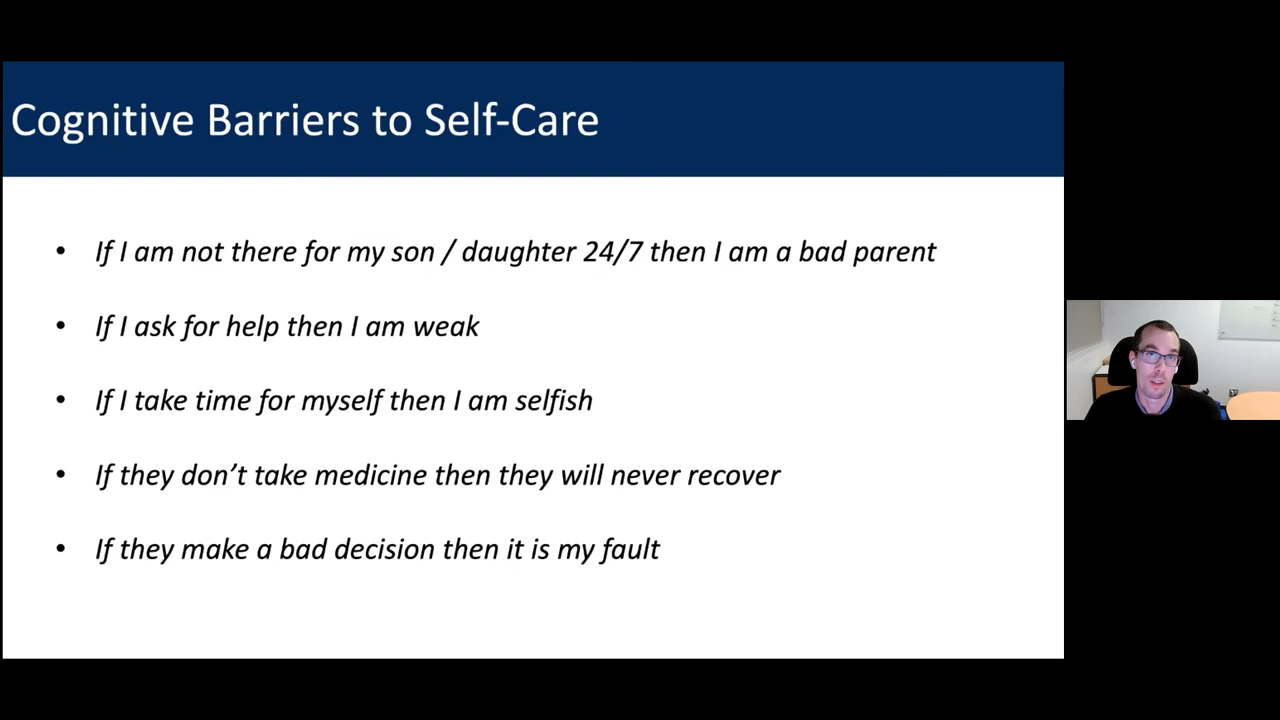 Cognitive Barriers to Self-Care
• If I am not there for my son / daughter 24/7 then I am a bad parent
• If I ask for help then I am weak
• If I take time for myself then I am selfish
• If they don’t take medicine then they will never recover
• If they make a bad decision then it is my fault